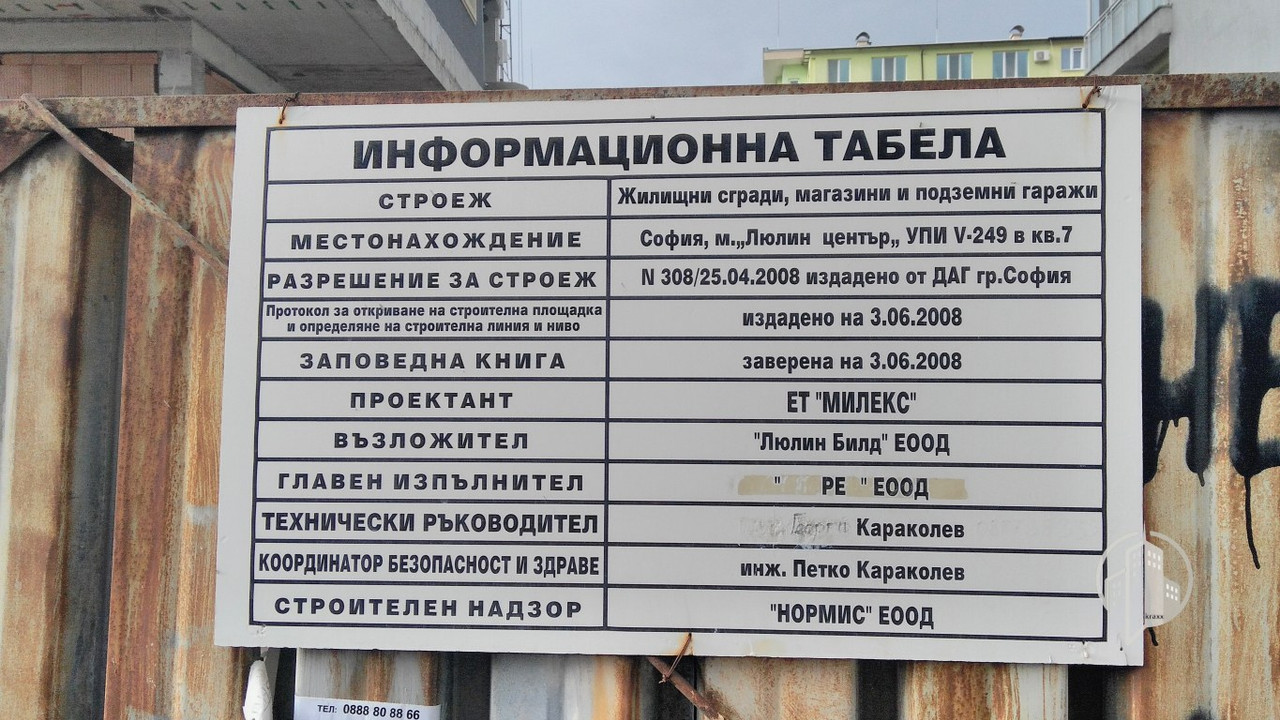 ИНФОРМАЦИОННА ТАБЕЛА
СТРОЕЖ Жилищни сгради, магазини и подземни гаражи
МЕСТОНАХОЖДЕНИЕ София, м.„Люлин център„ УПИ V-249 в кв.7
РАЗРЕШЕНИЕ ЗА СТРОЕЖ N 308/25.04.2008 издадено от ДАГ гр.София
Протокол за откриване на строителна площадка
и определяне на строителна линия и ниво
издадено на 3.06.2008
ЗАПОВЕДНА КНИГА заверена на 3.06.2008
ПРОЕКТАНТ ЕТ "МИЛЕКС"
ВЪЗЛОЖИТЕЛ "Люлин Билд" ЕООД
ГЛАВЕН ИЗПЪЛНИТЕЛ " РЕ " ЕООД
ТЕХНИЧЕСКИ РЪКОВОДИТЕЛ Георги Караколев
КООРДИНАТОР БЕЗОПАСНОСТ И ЗДРАВЕ инж. Петко Караколев
СТРОИТЕЛЕН НАДЗОР "НОРМИС" ЕООД
ТЕЛ: 0888 80 88 66